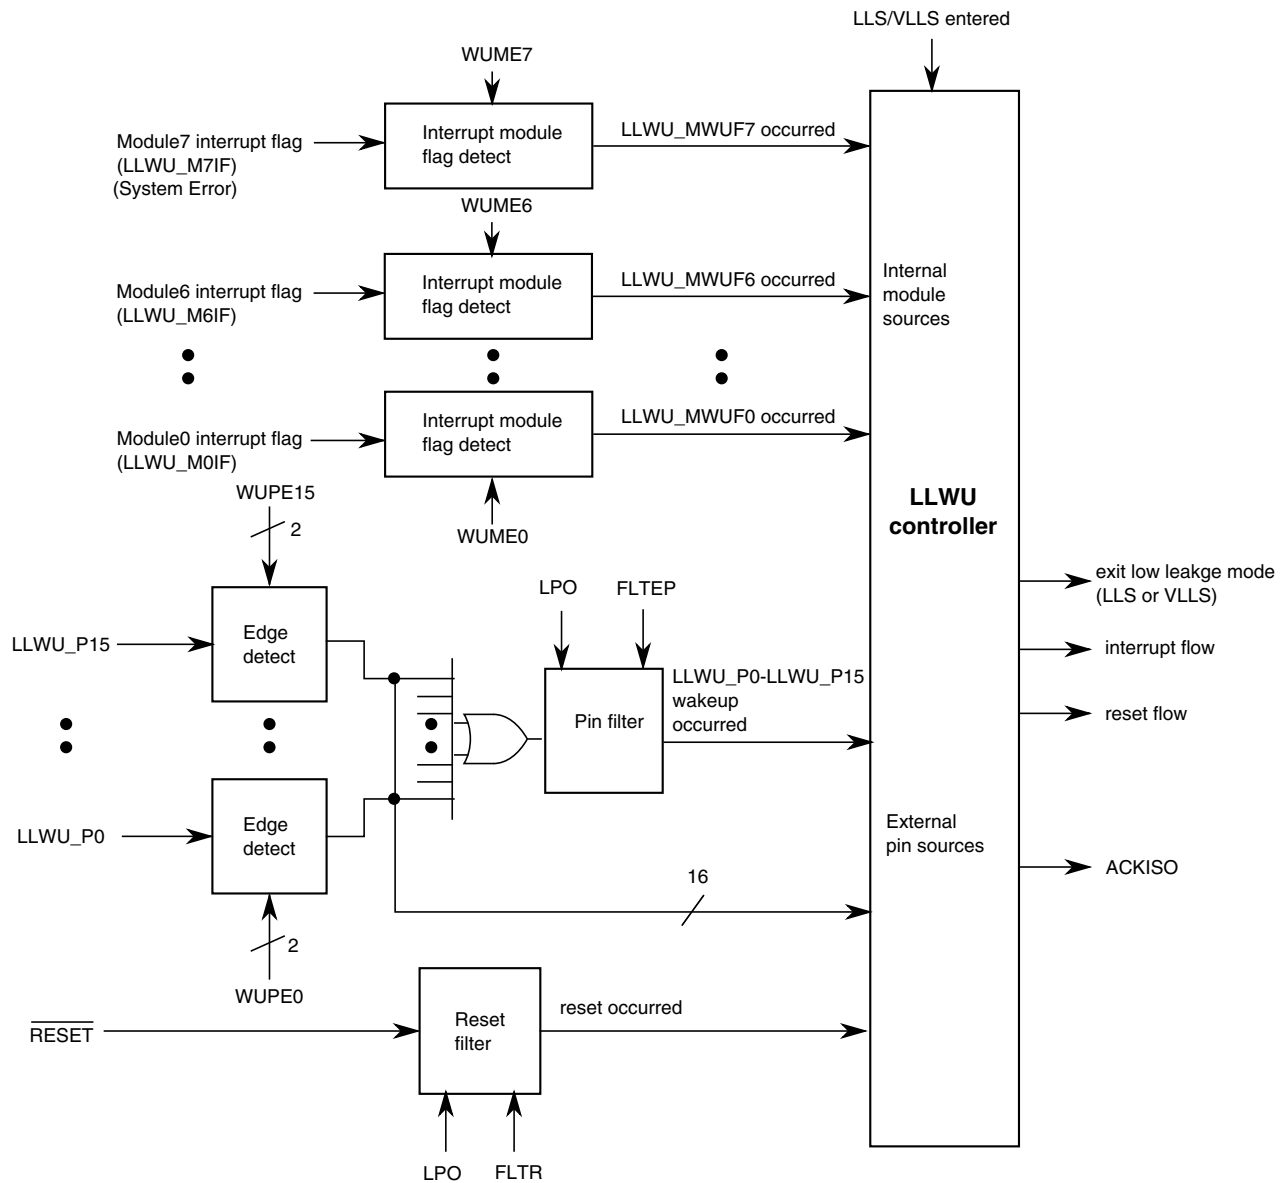 LLS/VLLS entered
WUME7
Module7 interrupt flag
(LLWU_M7IF)
(System Error)
Interrupt module
flag detect
LLWU_MWUF7 occurred
WUME6
Module6 interrupt flag
(LLWU_M6IF)
Interrupt module
flag detect
LLWU_MWUF6 occurred
Internal
module
sources
Module0 interrupt flag
(LLWU_M0IF)
Interrupt module
flag detect
LLWU_MWUF0 occurred
WUME0
LLWU
controller
WUPE15
2
LLWU_P15
Edge
detect
LPO
FLTEP
Pin filter
LLWU_P0-LLWU_P15
wakeup
occurred
exit low leakge mode
(LLS or VLLS)
interrupt flow
reset flow
LLWU_P0
Edge
detect
External
pin sources
ACKISO
16
2
WUPE0
RESET
Reset
filter
reset occurred
LPO
FLTR